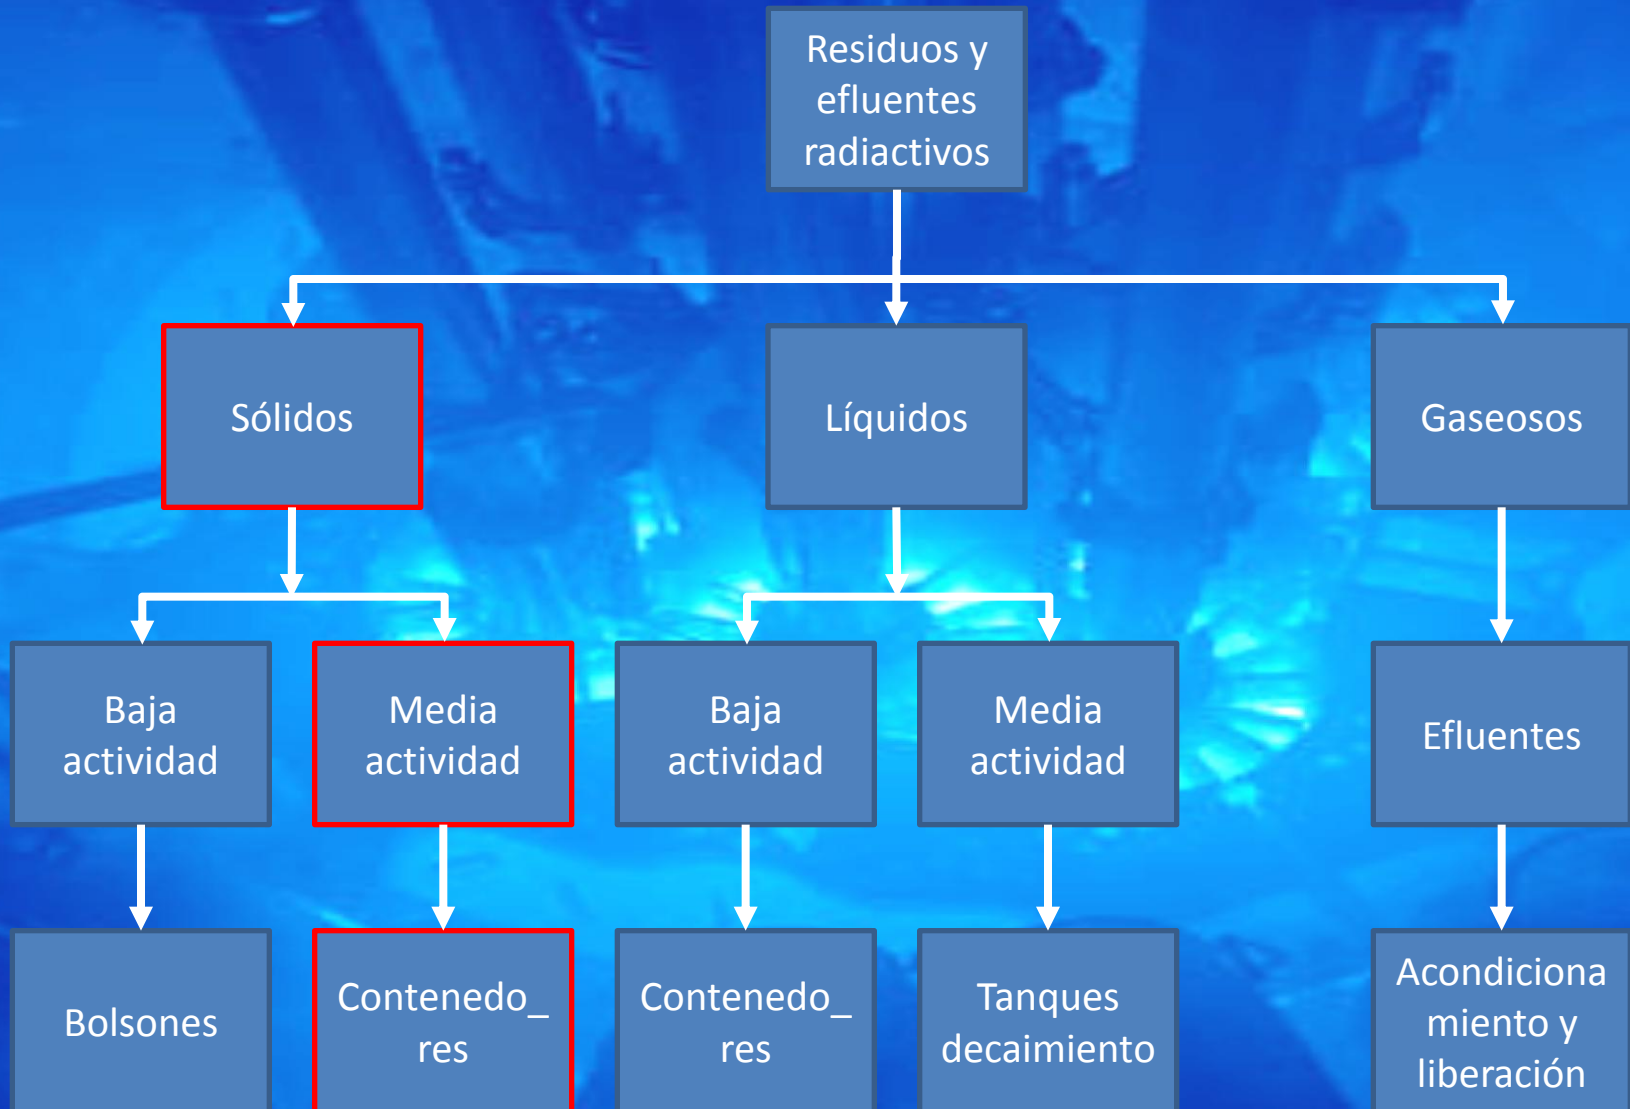 Residuos y
efluentes
radiactivos
Sólidos
Líquidos
Gaseosos
Baja
actividad
Media
actividad
Baja
actividad
Media
actividad
Efluentes
Bolsones
Contenedo_
res
Contenedo_
res
Tanques
decaimiento
Acondiciona
miento y
liberación